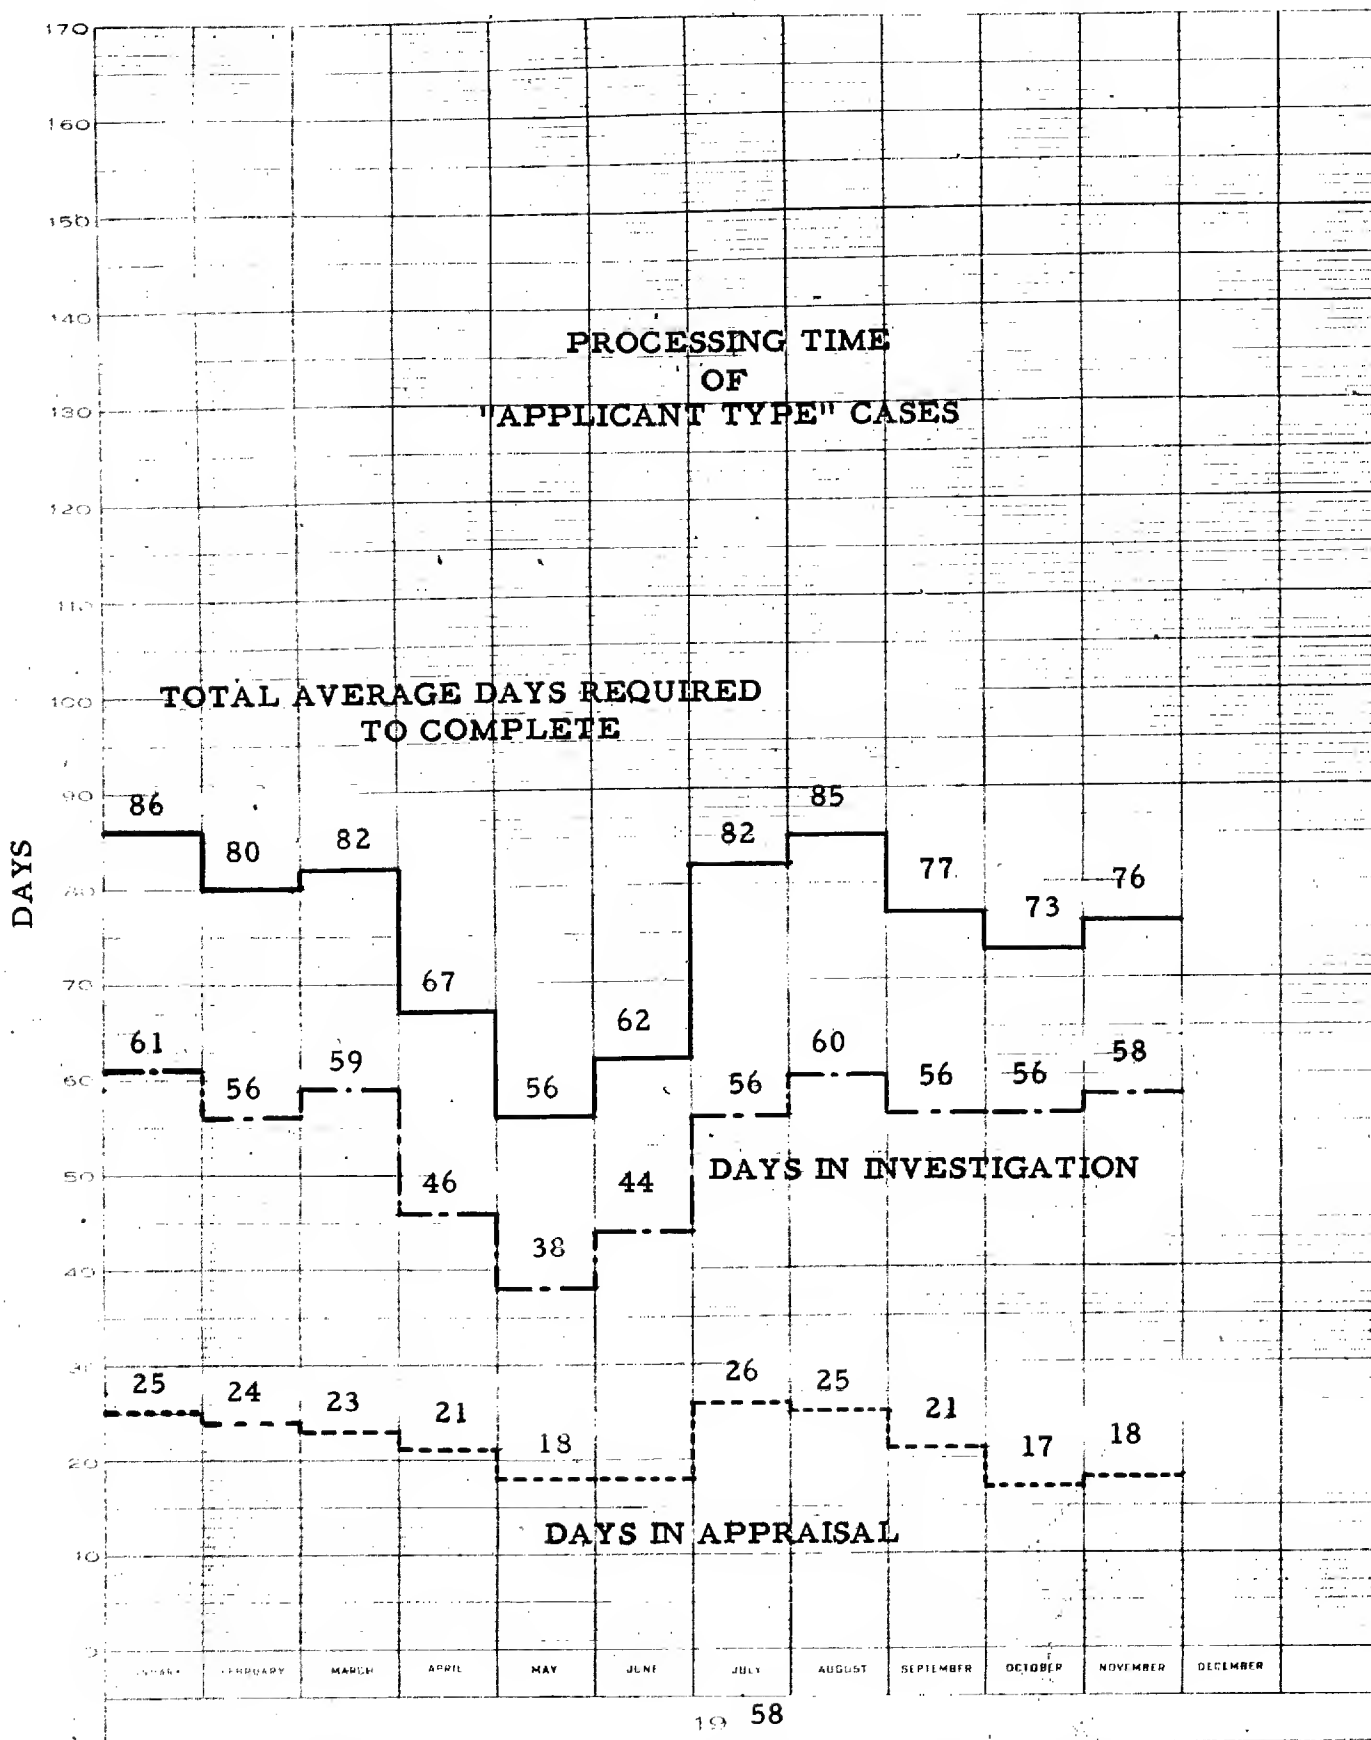 170
160
150
140
PROCESSING TIME
OF
"APPLICANT TYPE" CASES
130
120
110
TOTAL AVERAGE DAYS REQUIRED
TO COMPLETE
100
90
DAYS
86 80 82 67 56 62 82 85 77 73 76
80
70
61 56 59 46 38 44 56 60 56 56 58
60
DAYS IN INVESTIGATION
50
40
30
25 24 23 21 18 26 25 21 17 18
20
DAYS IN APPRAISAL
10
0
MARCH APRIL MAY JUNE JULY AUGUST SEPTEMBER OCTOBER NOVEMBER DECEMBER
19 58